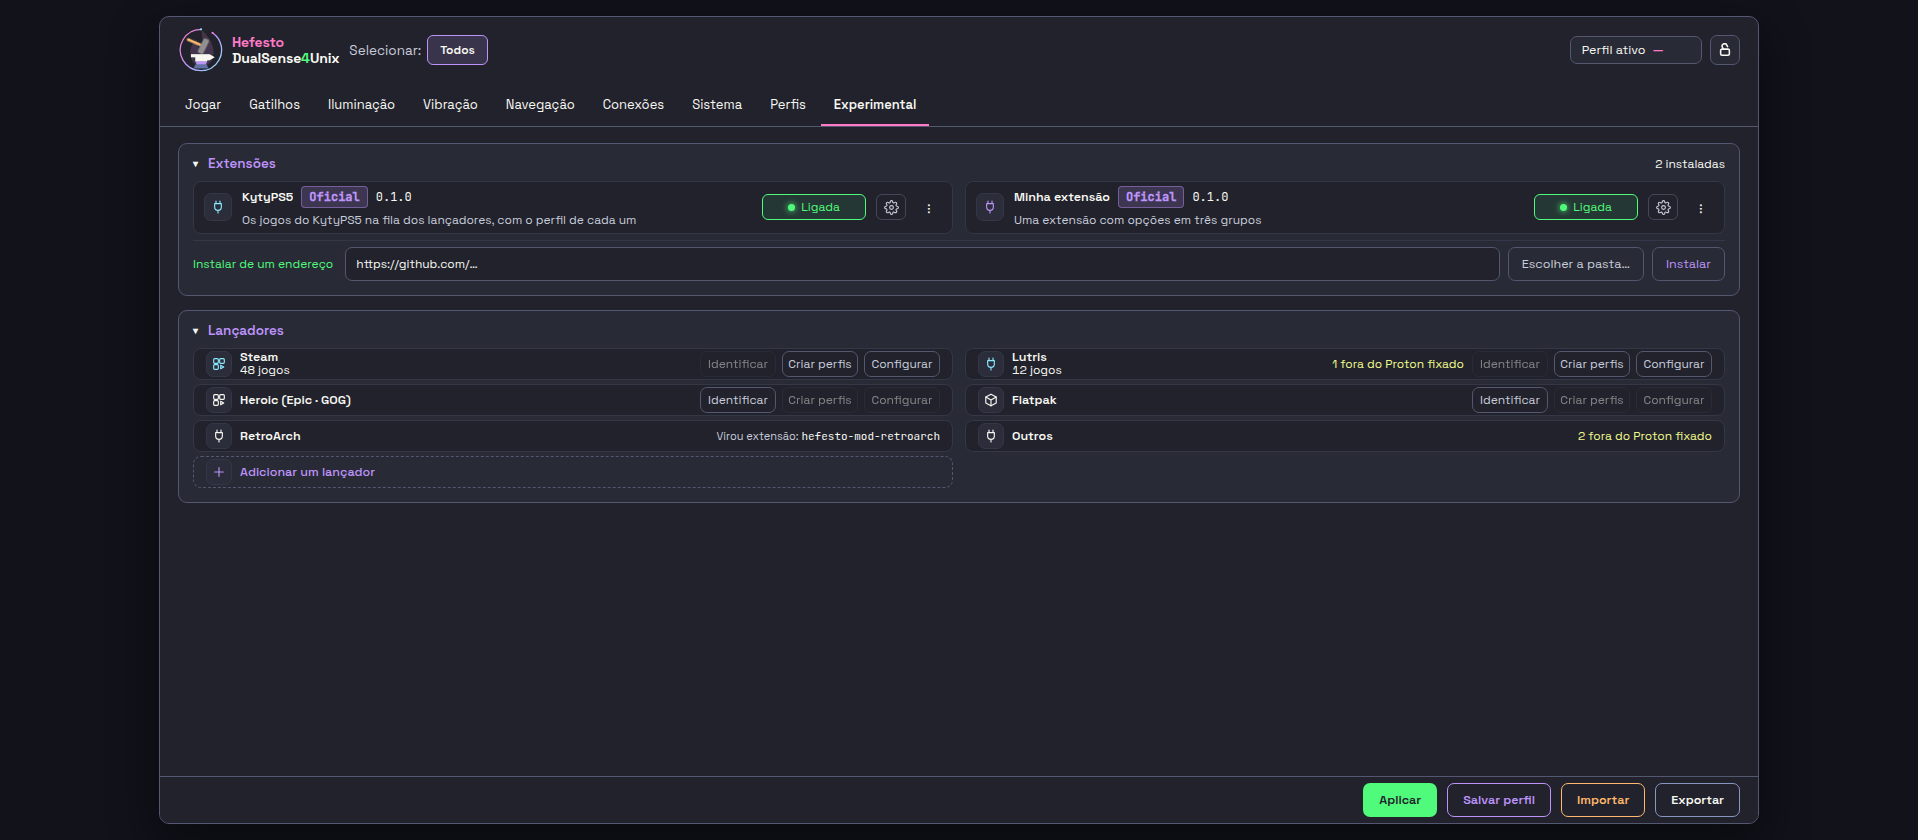 Hefesto
DualSense4Unix
Selecionar:
Todos
Perfil ativo —
Jogar
Gatilhos
Iluminação
Vibração
Navegação
Conexões
Sistema
Perfis
Experimental
Extensões
2 instaladas
KytyPS5
Oficial
0.1.0
Os jogos do KytyPS5 na fila dos lançadores, com o perfil de cada um
Ligada
Minha extensão
Oficial
0.1.0
Uma extensão com opções em três grupos
Ligada
Instalar de um endereço
https://github.com/…
Escolher a pasta…
Instalar
Lançadores
Steam
48 jogos
Identificar
Criar perfis
Configurar
Lutris
12 jogos
1 fora do Proton fixado
Identificar
Criar perfis
Configurar
Heroic (Epic · GOG)
Identificar
Criar perfis
Configurar
Flatpak
Identificar
Criar perfis
Configurar
RetroArch
Virou extensão: hefesto-mod-retroarch
Outros
2 fora do Proton fixado
Adicionar um lançador
Aplicar
Salvar perfil
Importar
Exportar